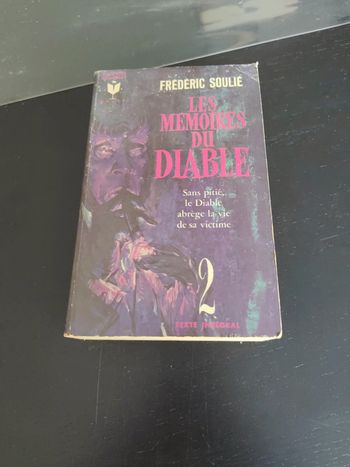 FRÉDÉRIC SOULIÉ
LES
MÉMOIRES
DU
DIABLE
Sans pitié,
le Diable
abrège la vie
de sa victime
2
TEXTE INTÉGRAL